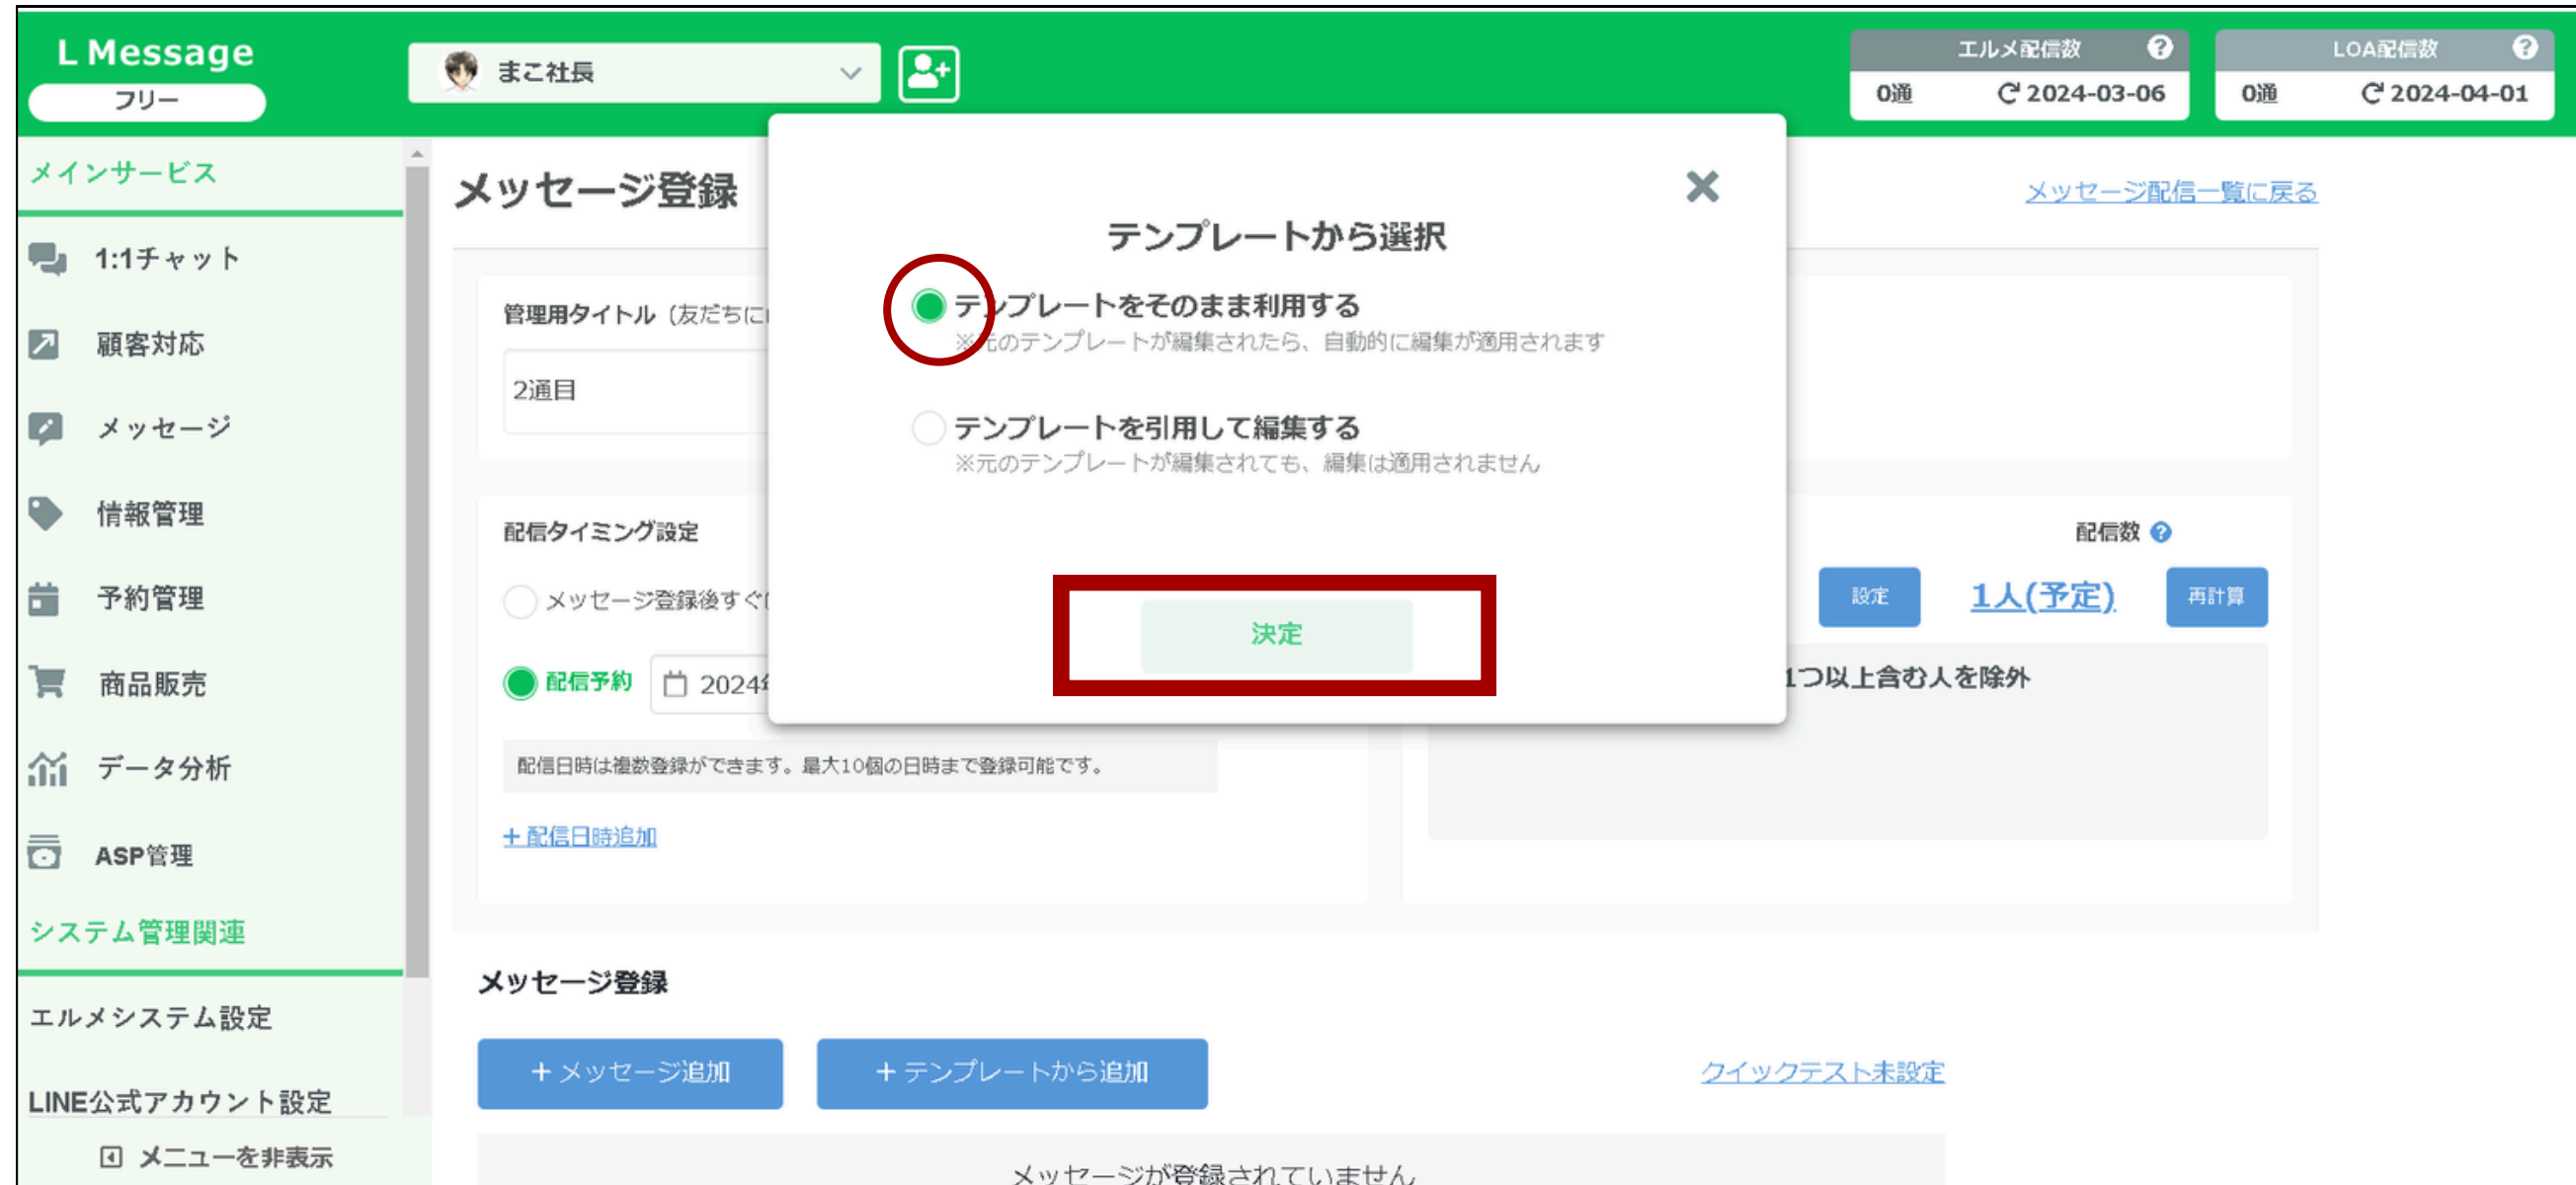 L Message
フリー
まこ社長
エルメ配信数 ?
0通 2024-03-06
LOA配信数 ?
0通 2024-04-01
メインサービス
1:1チャット
顧客対応
メッセージ
情報管理
予約管理
商品販売
データ分析
ASP管理
システム管理関連
エルメシステム設定
LINE公式アカウント設定
メニューを非表示
メッセージ登録
メッセージ配信一覧に戻る
管理用タイトル（友だちに
2通目
配信タイミング設定
メッセージ登録後すぐ
配信予約 2024
配信日時は複数登録ができます。最大10個の日時まで登録可能です。
+ 配信日時追加
テンプレートから選択
テンプレートをそのまま利用する
※元のテンプレートが編集されたら、自動的に編集が適用されます
テンプレートを引用して編集する
※元のテンプレートが編集されても、編集は適用されません
決定
配信数 ?
設定 1人(予定) 再計算
1つ以上含む人を除外
メッセージ登録
+ メッセージ追加
+ テンプレートから追加
クイックテスト未設定
メッセージが登録されていません